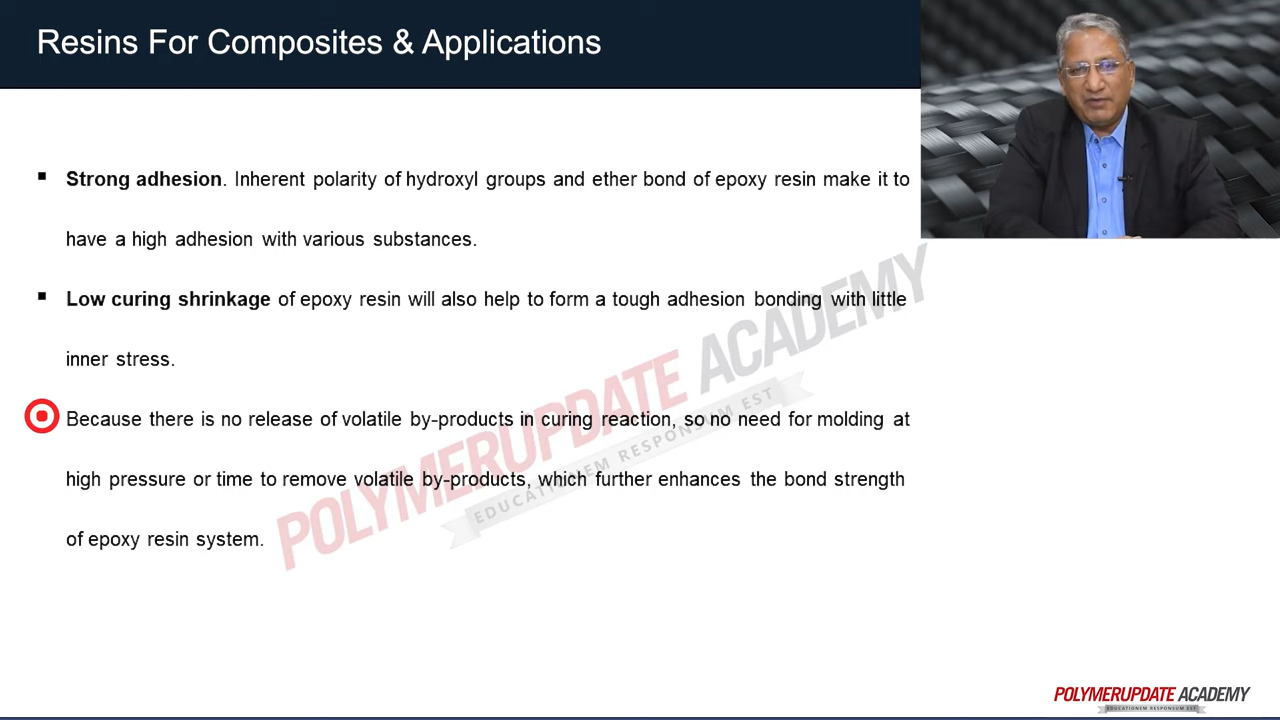 Resins For Composites & Applications
Strong adhesion. Inherent polarity of hydroxyl groups and ether bond of epoxy resin make it to
have a high adhesion with various substances.
Low curing shrinkage of epoxy resin will also help to form a tough adhesion bonding with little
inner stress.
Because there is no release of volatile by-products in curing reaction, so no need for molding at
high pressure or time to remove volatile by-products, which further enhances the bond strength
of epoxy resin system.
POLYMERUPDATE ACADEMY
EDUCATIONEM RESPONSUM EST
POLYMERUPDATE ACADEMY
EDUCATIONEM RESPONSUM EST